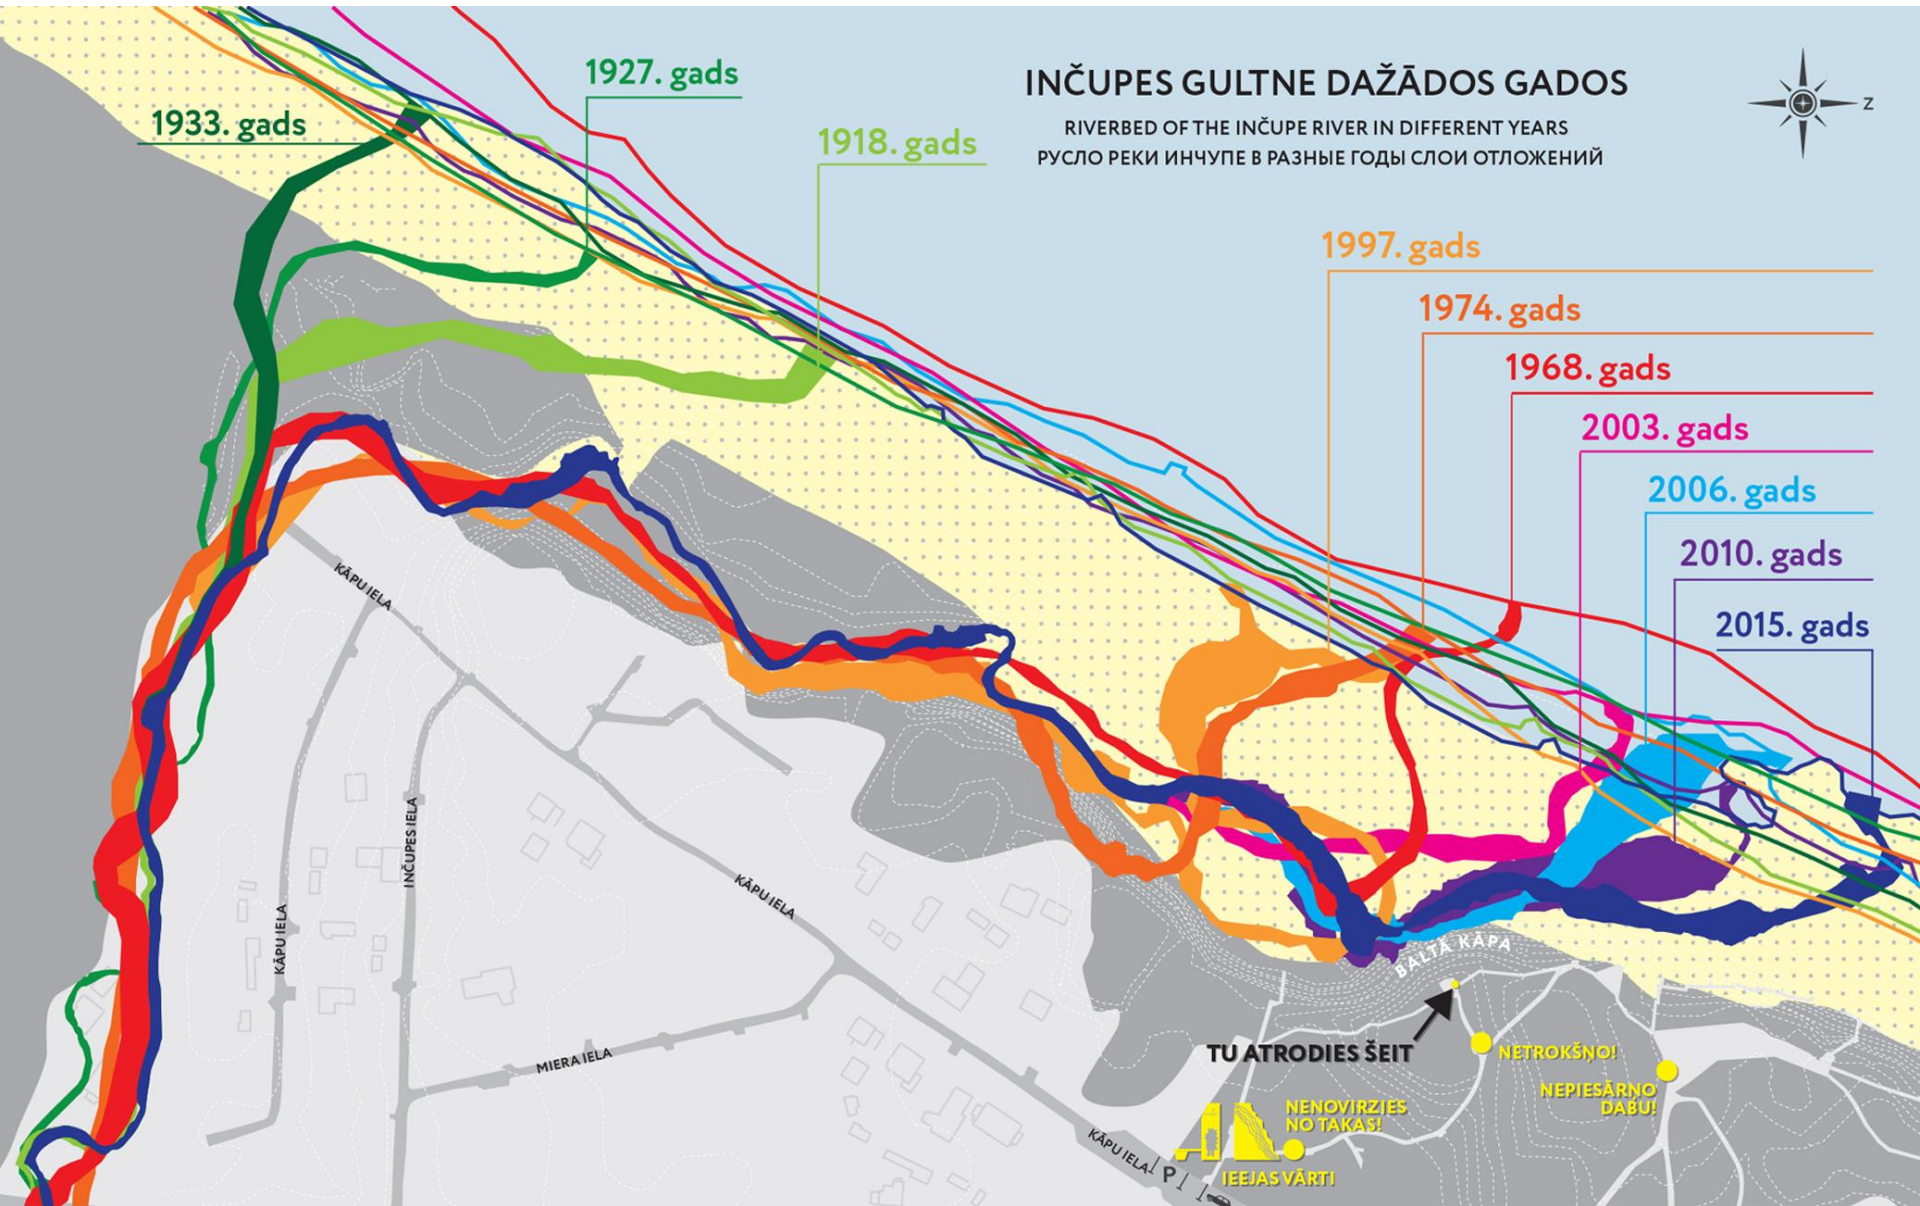 INČUPES GULTNE DAŽĀDOS GADOS
RIVERBED OF THE INČUPE RIVER IN DIFFERENT YEARS
РУСЛО РЕКИ ИНЧУПЕ В РАЗНЫЕ ГОДЫ СЛОИ ОТЛОЖЕНИЙ
Z
1927. gads
1933. gads
1918. gads
1997. gads
1974. gads
1968. gads
2003. gads
2006. gads
2010. gads
2015. gads
KĀPU IELA
INČUPES IELA
KĀPU IELA
KĀPU IELA
MIERA IELA
BALTĀ KĀPA
TU ATRODIES ŠEIT
NETROKŠŅO!
NEPIESĀRŅO
DABU!
NENOVIRZIES
NO TAKAS!
IEEJAS VĀRTI
KĀPU IELA
P